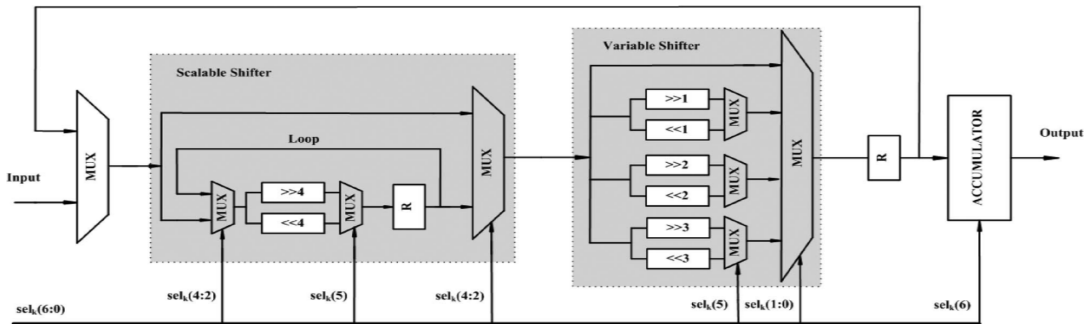 Variable Shifter
Scalable Shifter
MUX
>>1
<<1
MUX
Loop
MUX
MUX
R
ACCUMULATOR
Output
Input
MUX
>>4
<<4
MUX
R
>>2
<<2
MUX
>>3
<<3
MUX
selk(6:0)
selk(4:2)
selk(5)
selk(4:2)
selk(5)
selk(1:0)
selk(6)